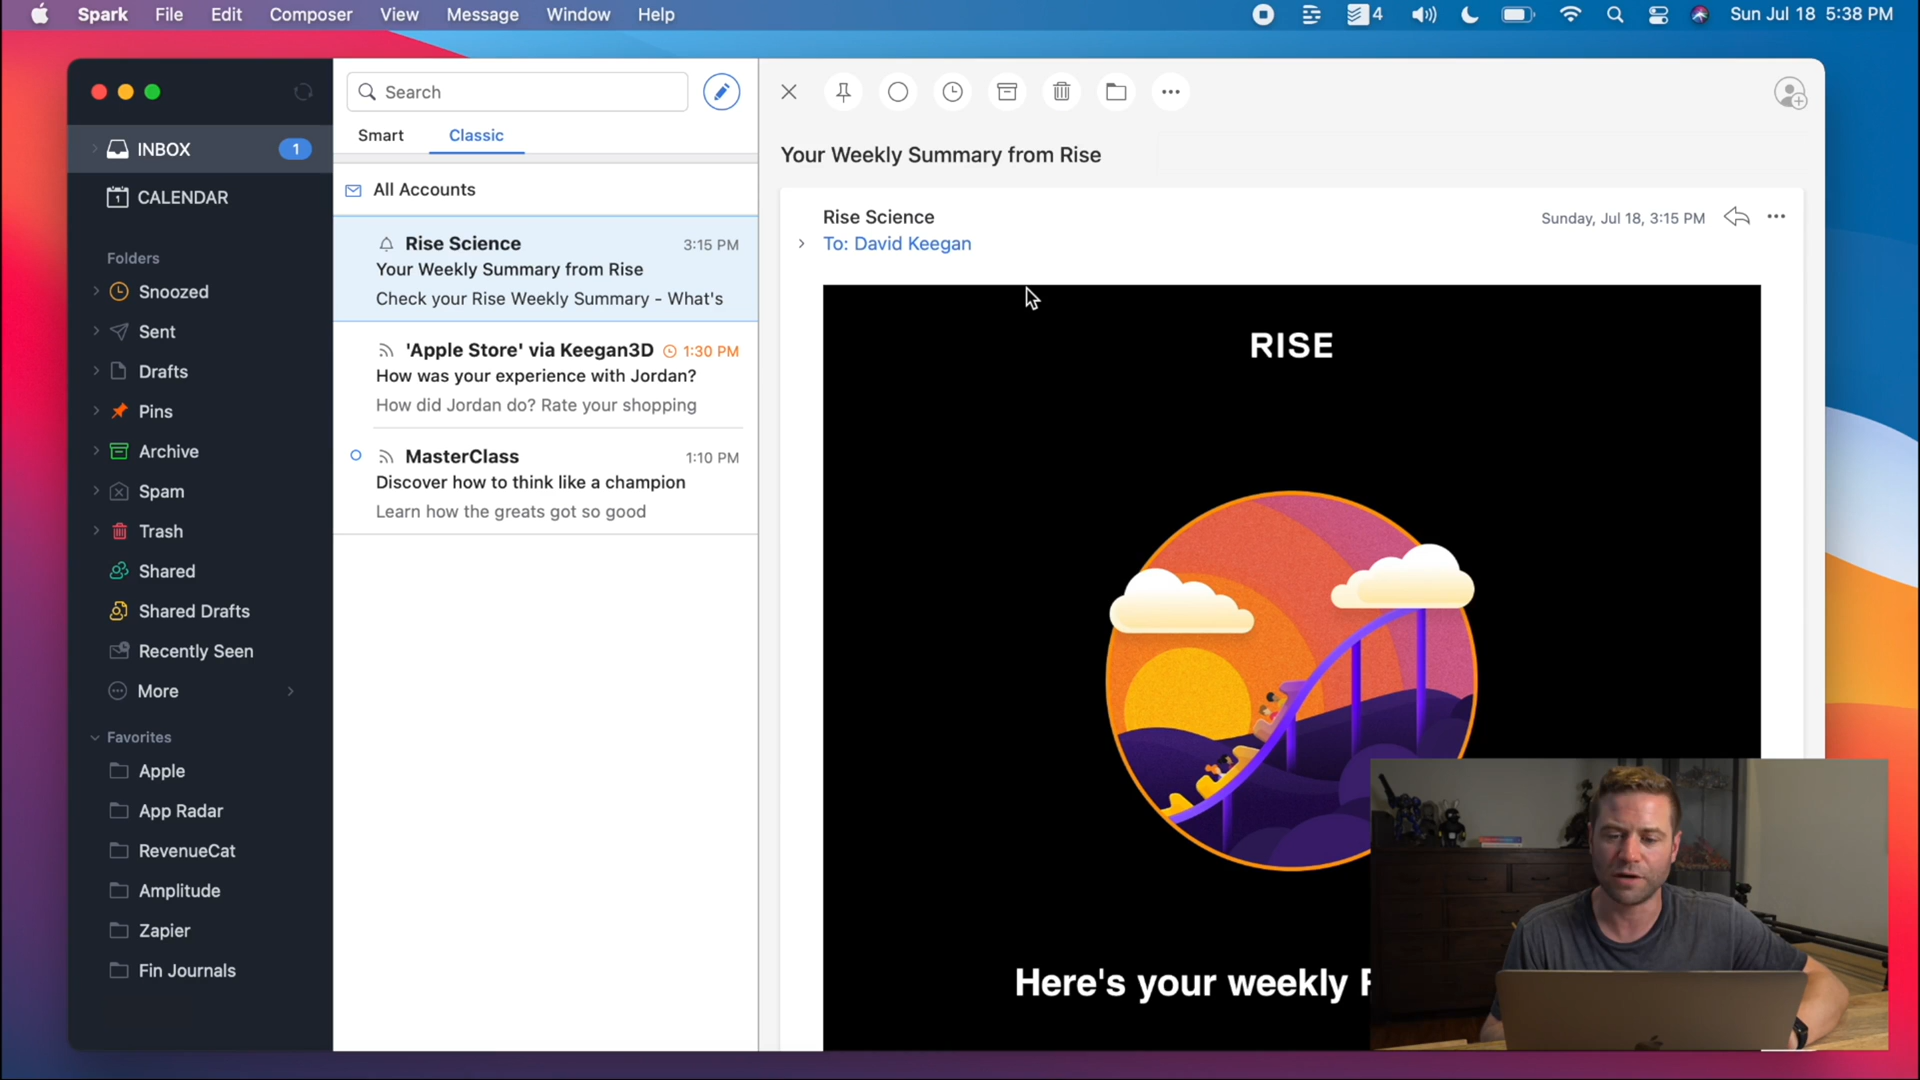 Spark File Edit Composer View Message Window Help
4
Sun Jul 18 5:38 PM
INBOX
1
1
CALENDAR
Folders
Snoozed
Sent
Drafts
Pins
Archive
Spam
Trash
Shared
Shared Drafts
Recently Seen
More
Favorites
Apple
App Radar
RevenueCat
Amplitude
Zapier
Fin Journals
Search
Smart
Classic
All Accounts
Rise Science
3:15 PM
Your Weekly Summary from Rise
Check your Rise Weekly Summary - What's
'Apple Store' via Keegan3D
1:30 PM
How was your experience with Jordan?
How did Jordan do? Rate your shopping
MasterClass
1:10 PM
Discover how to think like a champion
Learn how the greats got so good
Your Weekly Summary from Rise
Rise Science
Sunday, Jul 18, 3:15 PM
To: David Keegan
RISE
Here's your weekly